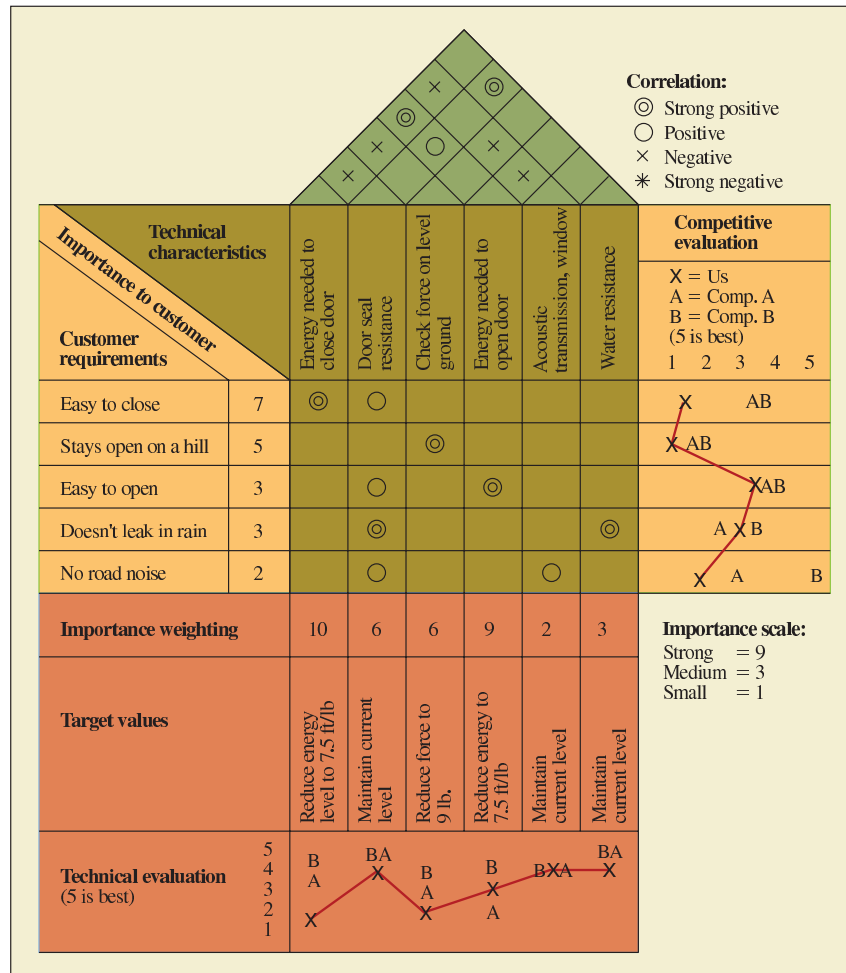 Correlation:
Strong positive
Positive
Negative
Strong negative
Technical
characteristics
Importance to customer
Customer
requirements
Energy needed to
close door
Door seal
resistance
Check force on level
ground
Energy needed to
open door
Acoustic
transmission, window
Water resistance
Competitive
evaluation
X = Us
A = Comp. A
B = Comp. B
(5 is best)
1 2 3 4 5
Easy to close 7 X AB
Stays open on a hill 5 X AB
Easy to open 3 X AB
Doesn't leak in rain 3 A X B
No road noise 2 X A B
Importance weighting 10 6 6 9 2 3
Importance scale:
Strong = 9
Medium = 3
Small = 1
Target values
Reduce energy
level to 7.5 ft/lb
Maintain current
level
Reduce force to
9 lb.
Reduce energy to
7.5 ft/lb
Maintain
current level
Maintain
current level
Technical evaluation
(5 is best)
5
4
3
2
1
B
A
X
BA
X
B
A
X
B
X
A
BXA
BA
X